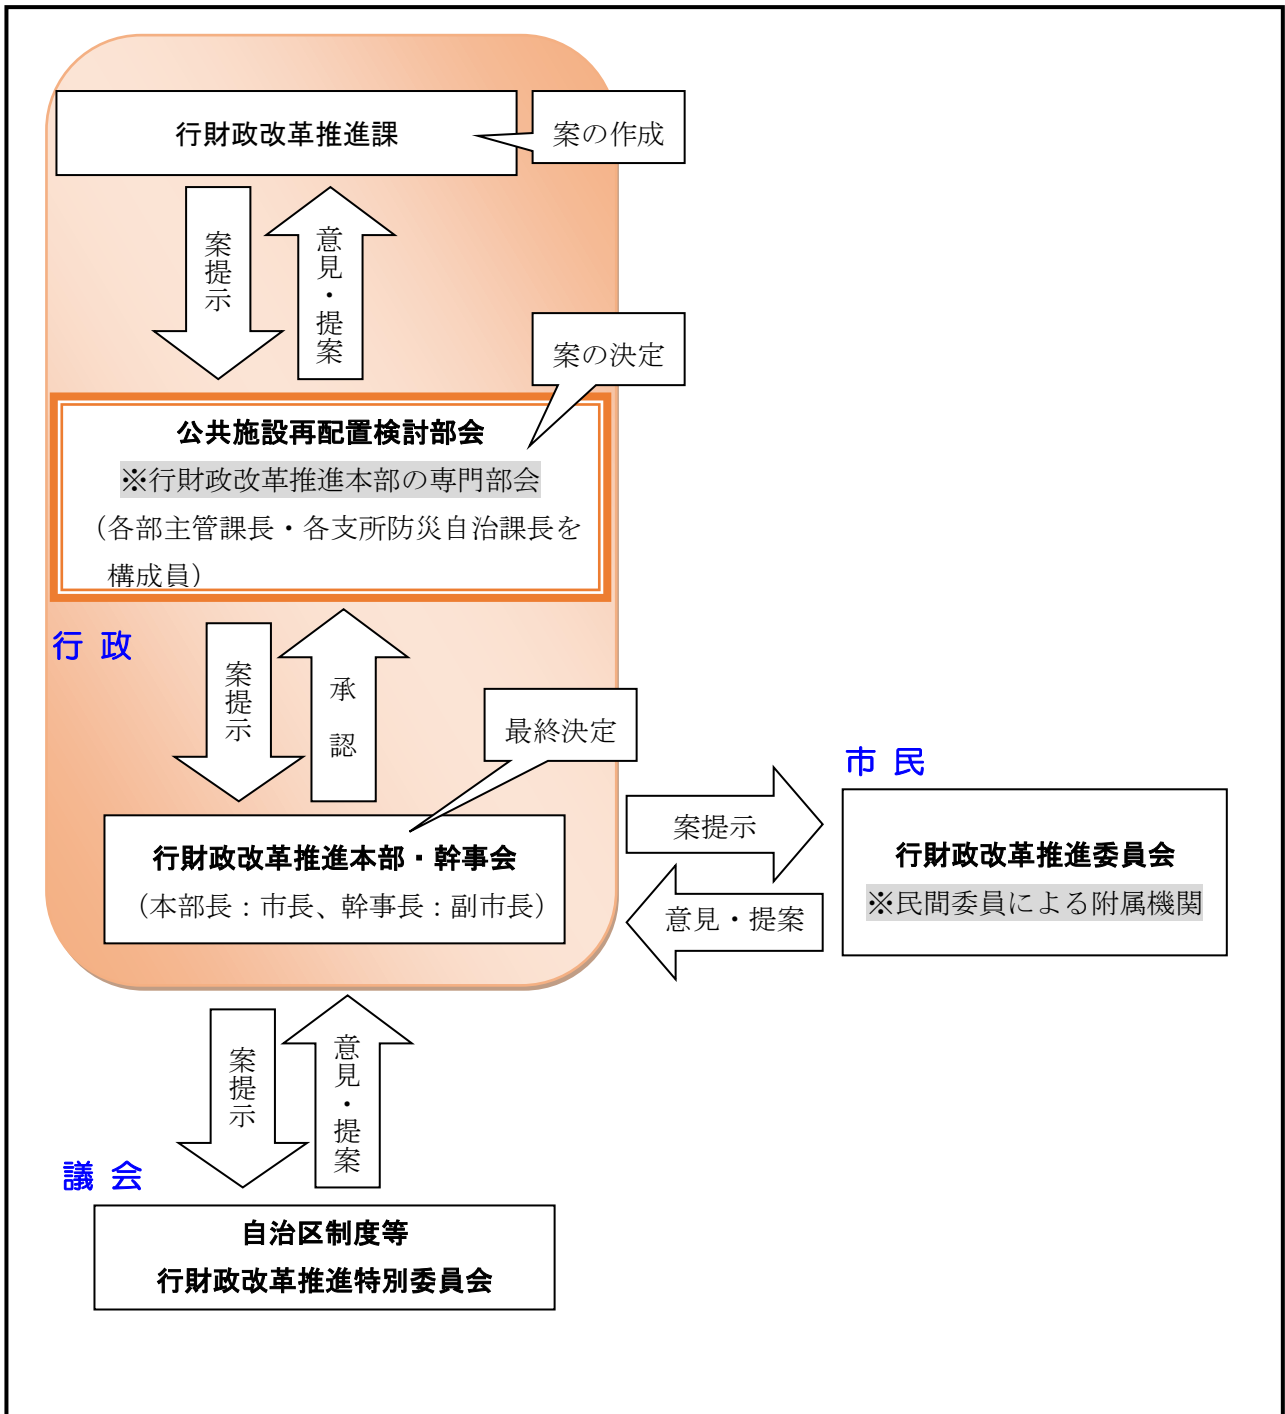 行財政改革推進課
案の作成
案提示
意見・提案
案の決定
公共施設再配置検討部会
※行財政改革推進本部の専門部会
（各部主管課長・各支所防災自治課長を
構成員）
行 政
案提示
承 認
最終決定
行財政改革推進本部・幹事会
（本部長：市長、幹事長：副市長）
案提示
意見・提案
市 民
行財政改革推進委員会
※民間委員による附属機関
案提示
意見・提案
議 会
自治区制度等
行財政改革推進特別委員会